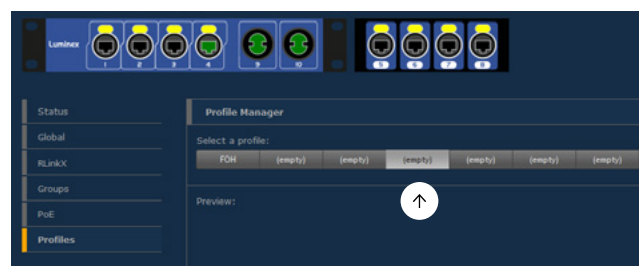 Luminex
1 2 3 4 9 10 5 6 7 8
Status
Global
RLinkX
Groups
PoE
Profiles
Profile Manager
Select a profile:
FOH (empty) (empty) (empty) (empty) (empty) (empty)
Preview: